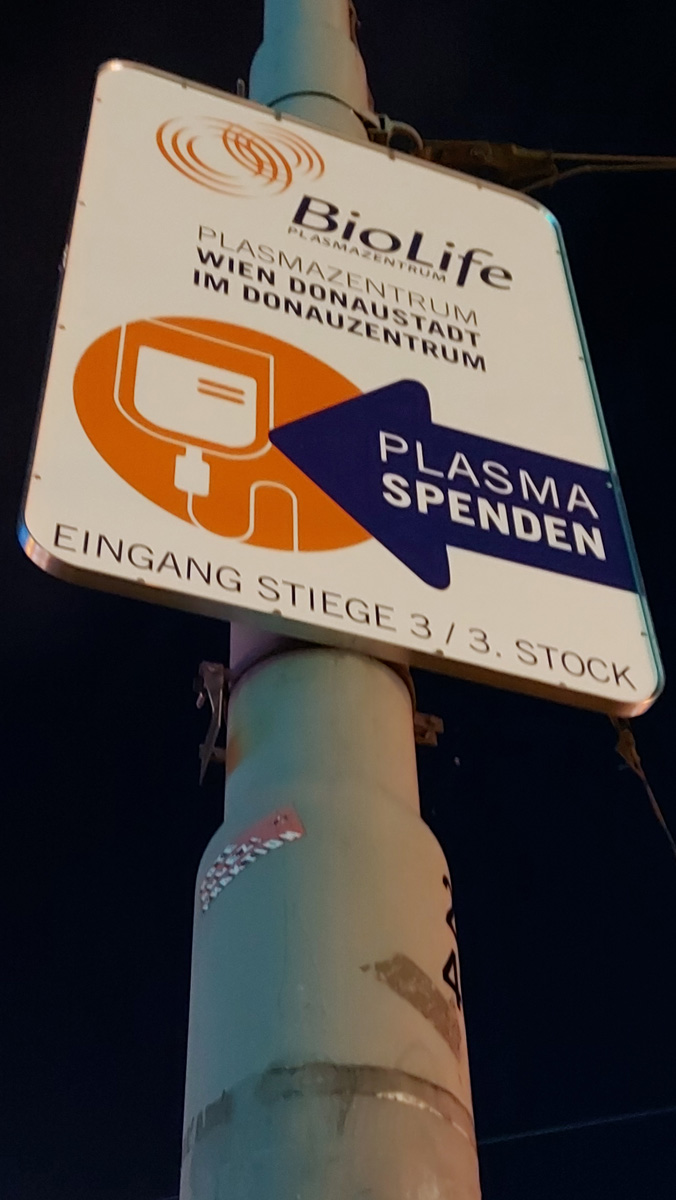 BioLife
PLASMAZENTRUM
PLASMAZENTRUM
WIEN DONAUSTADT
IM DONAUZENTRUM
PLASMA
SPENDEN
EINGANG STIEGE 3 / 3. STOCK